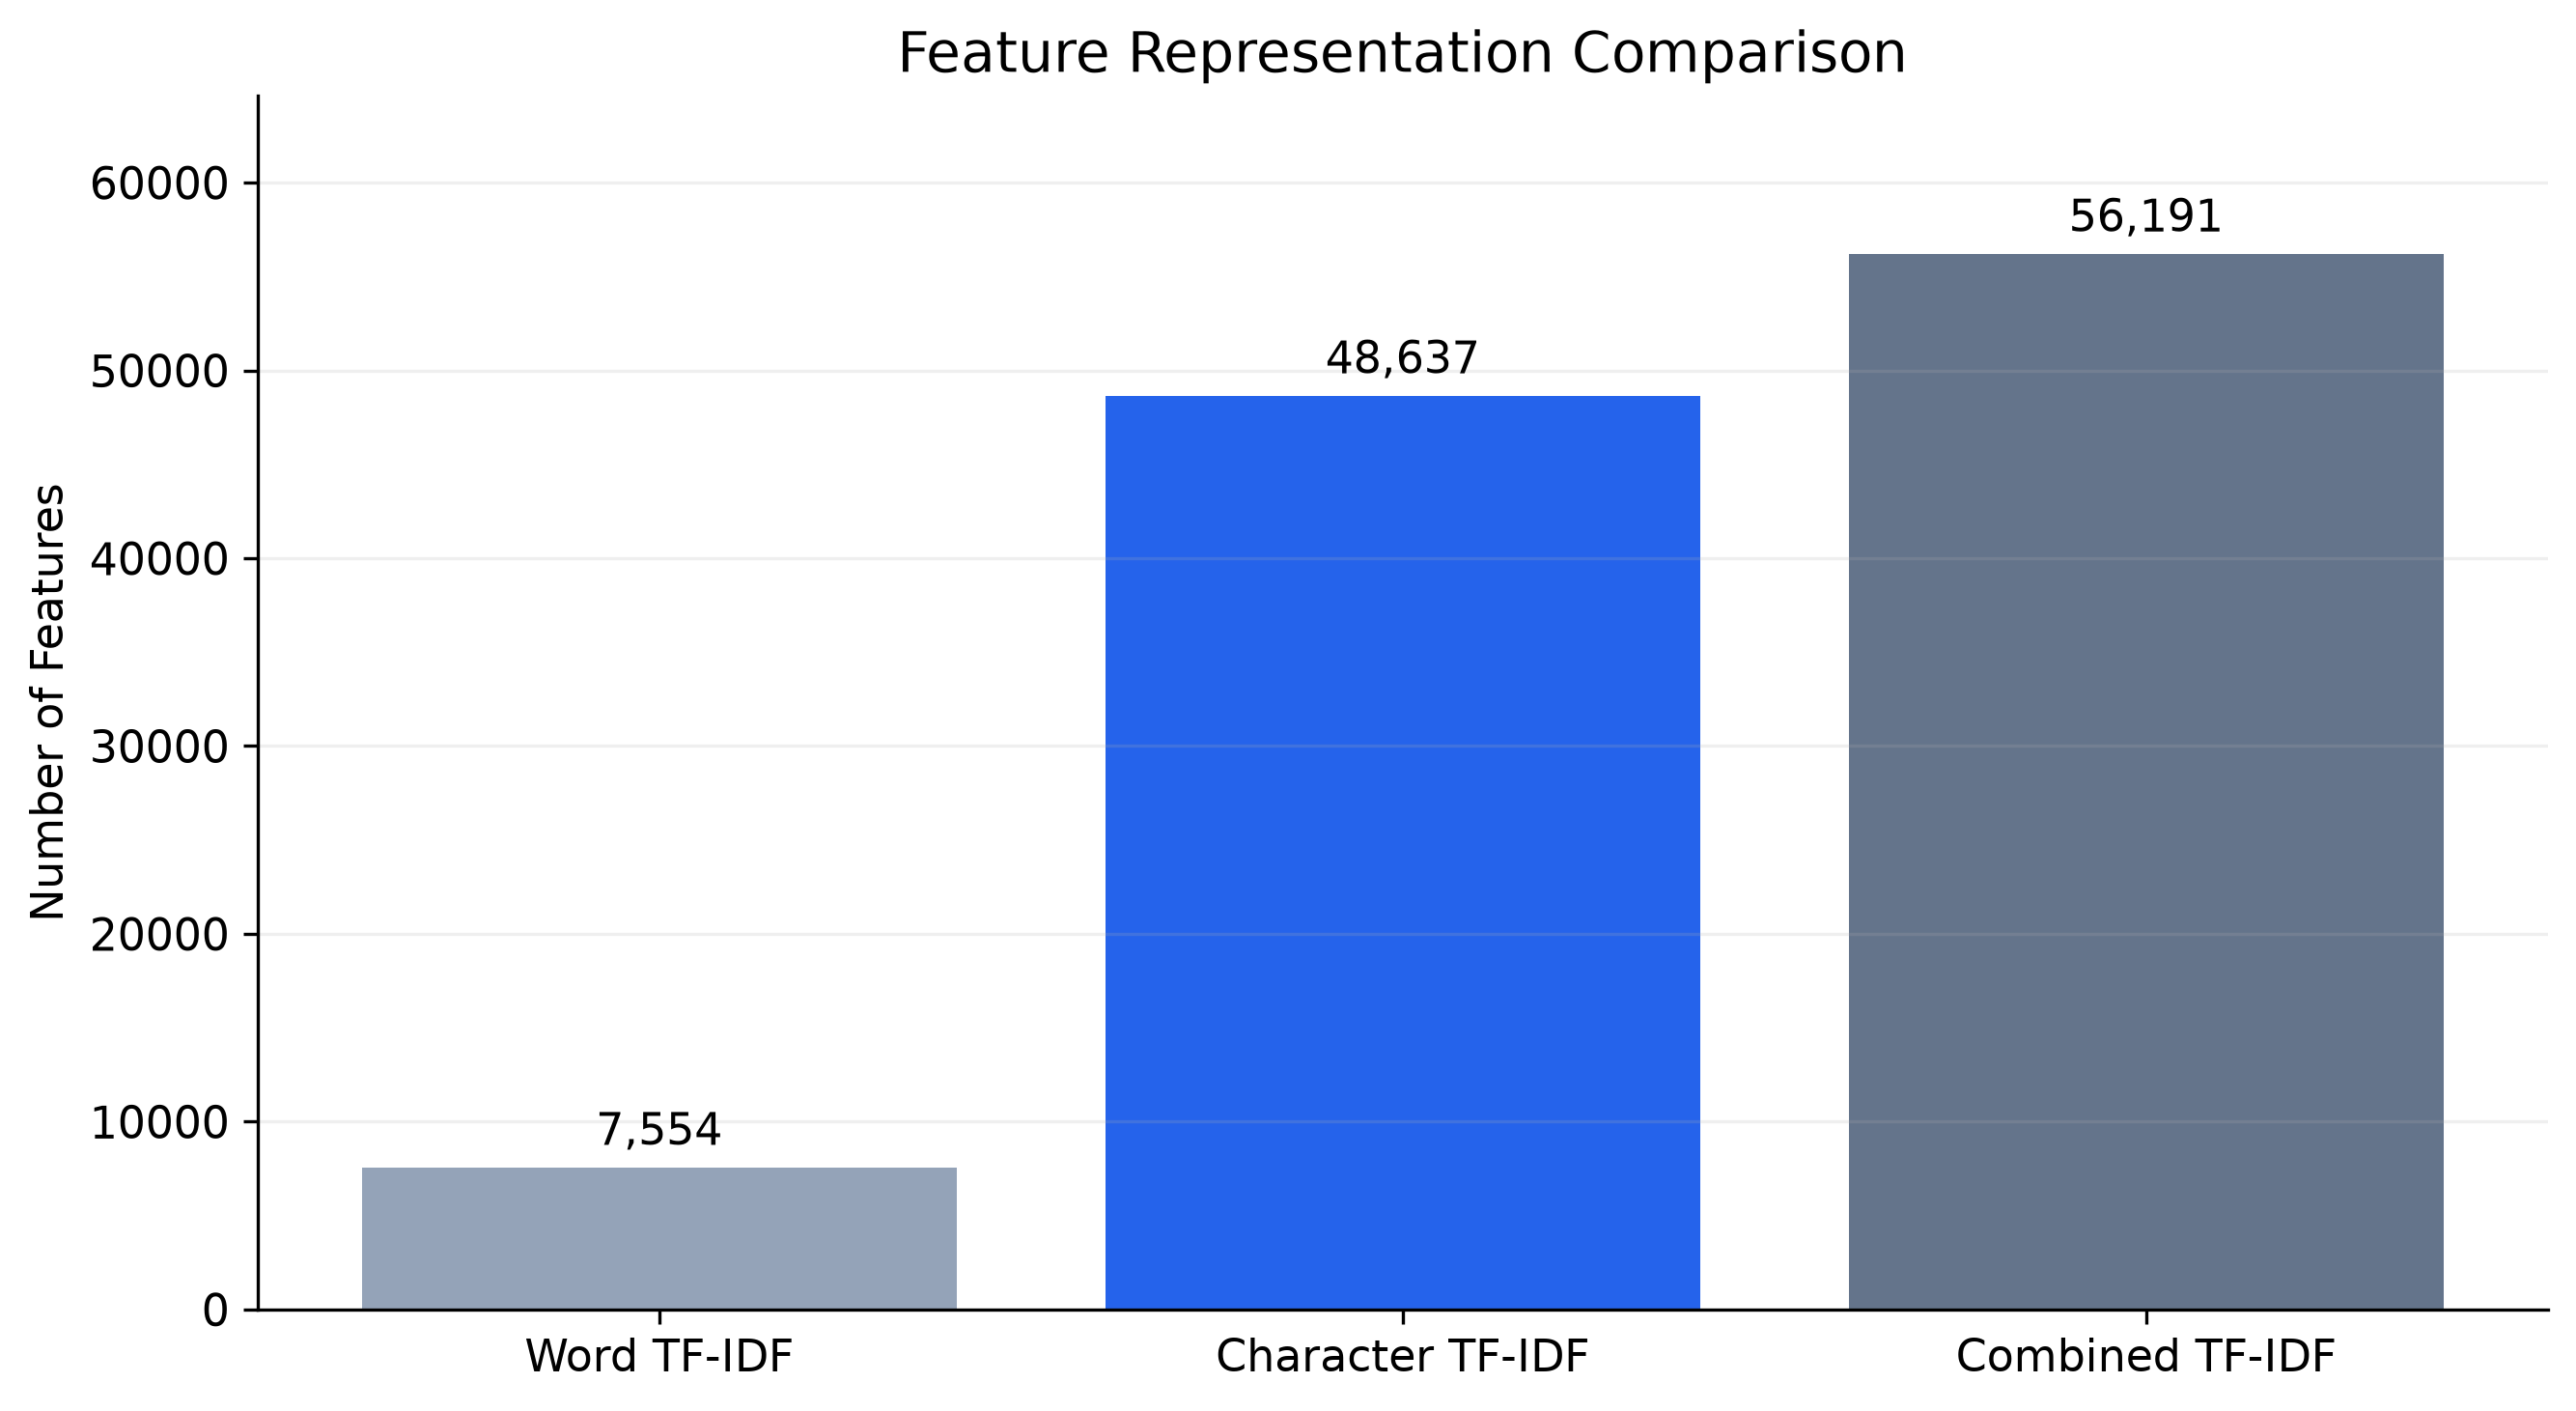 Feature Representation Comparison
Number of Features
60000
50000
40000
30000
20000
10000
0
7,554
48,637
56,191
Word TF-IDF
Character TF-IDF
Combined TF-IDF